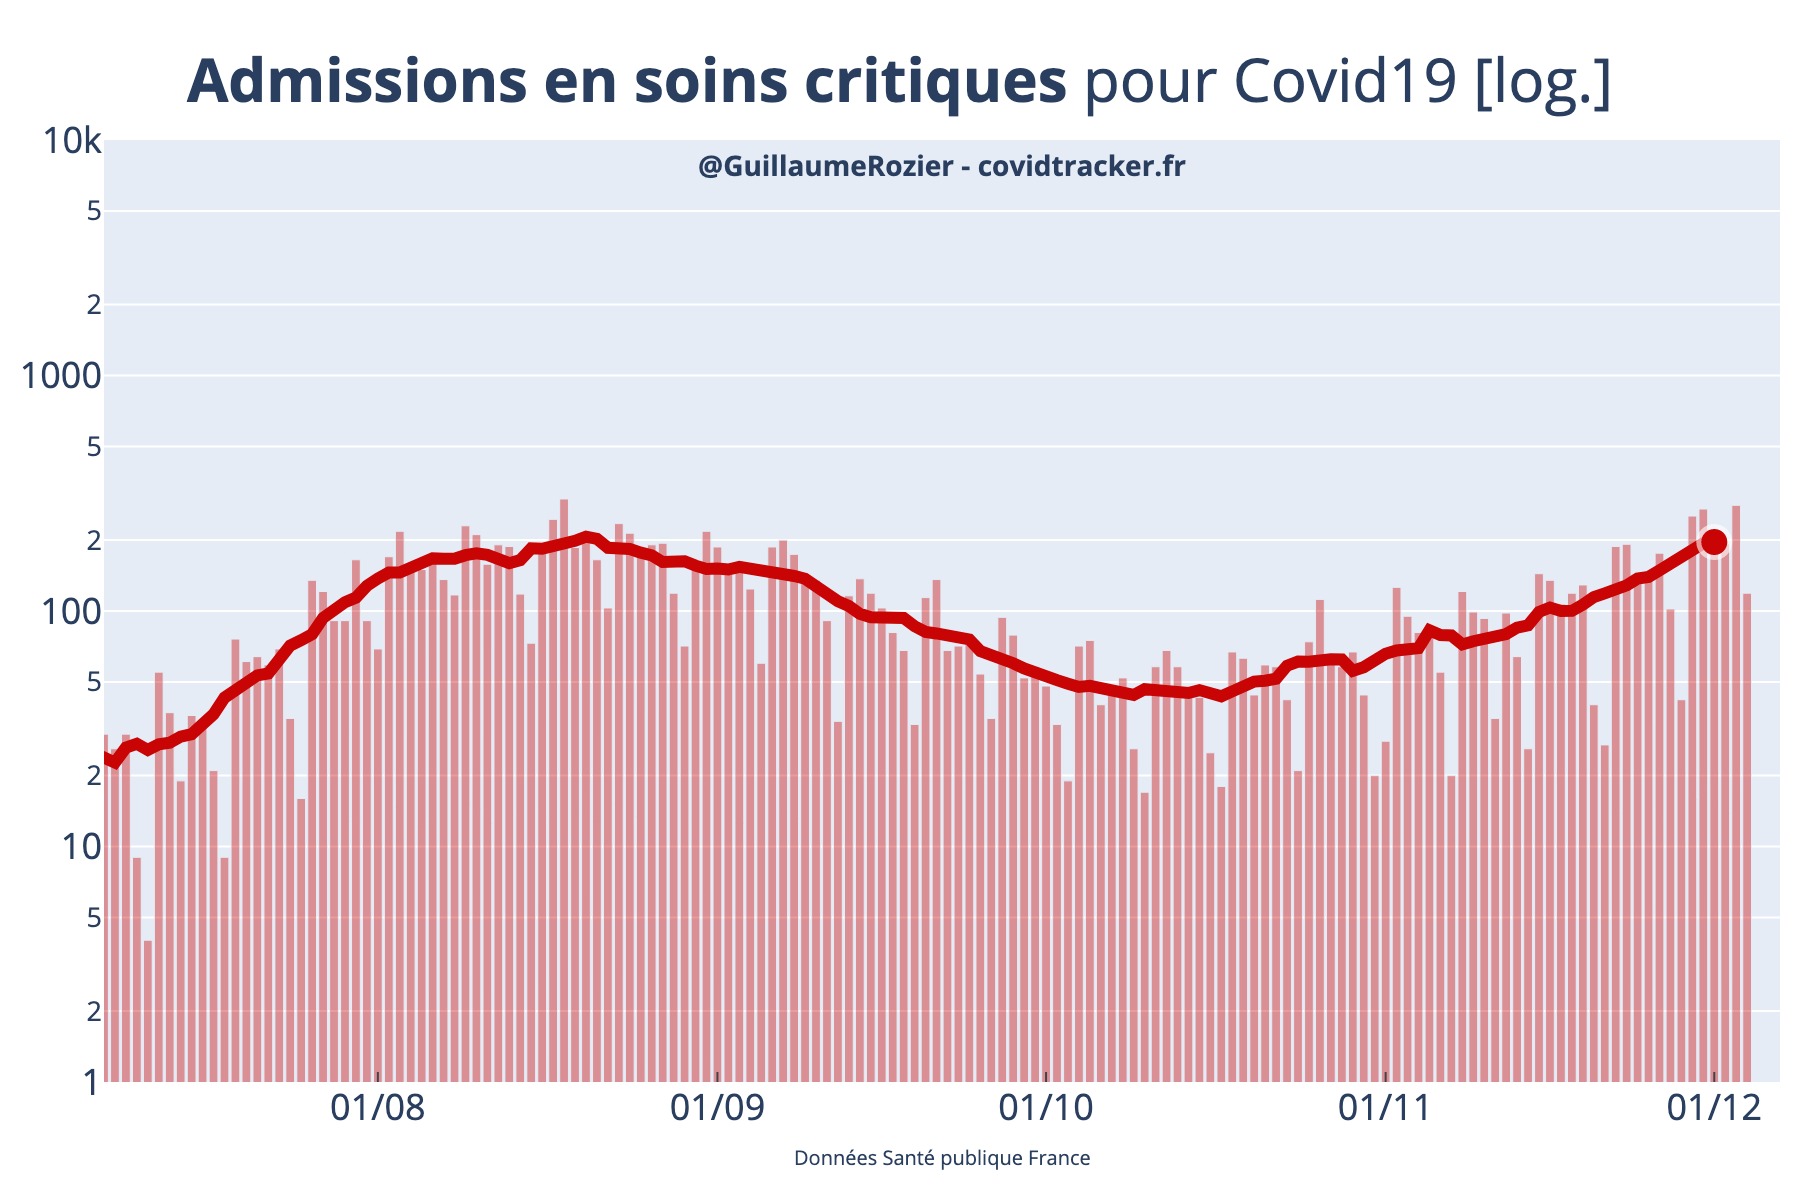 Admissions en soins critiques pour Covid19 [log.]
@GuillaumeRozier - covidtracker.fr
10k
5
2
1000
5
2
100
5
2
10
5
2
1
01/08 01/09 01/10 01/11 01/12
Données Santé publique France